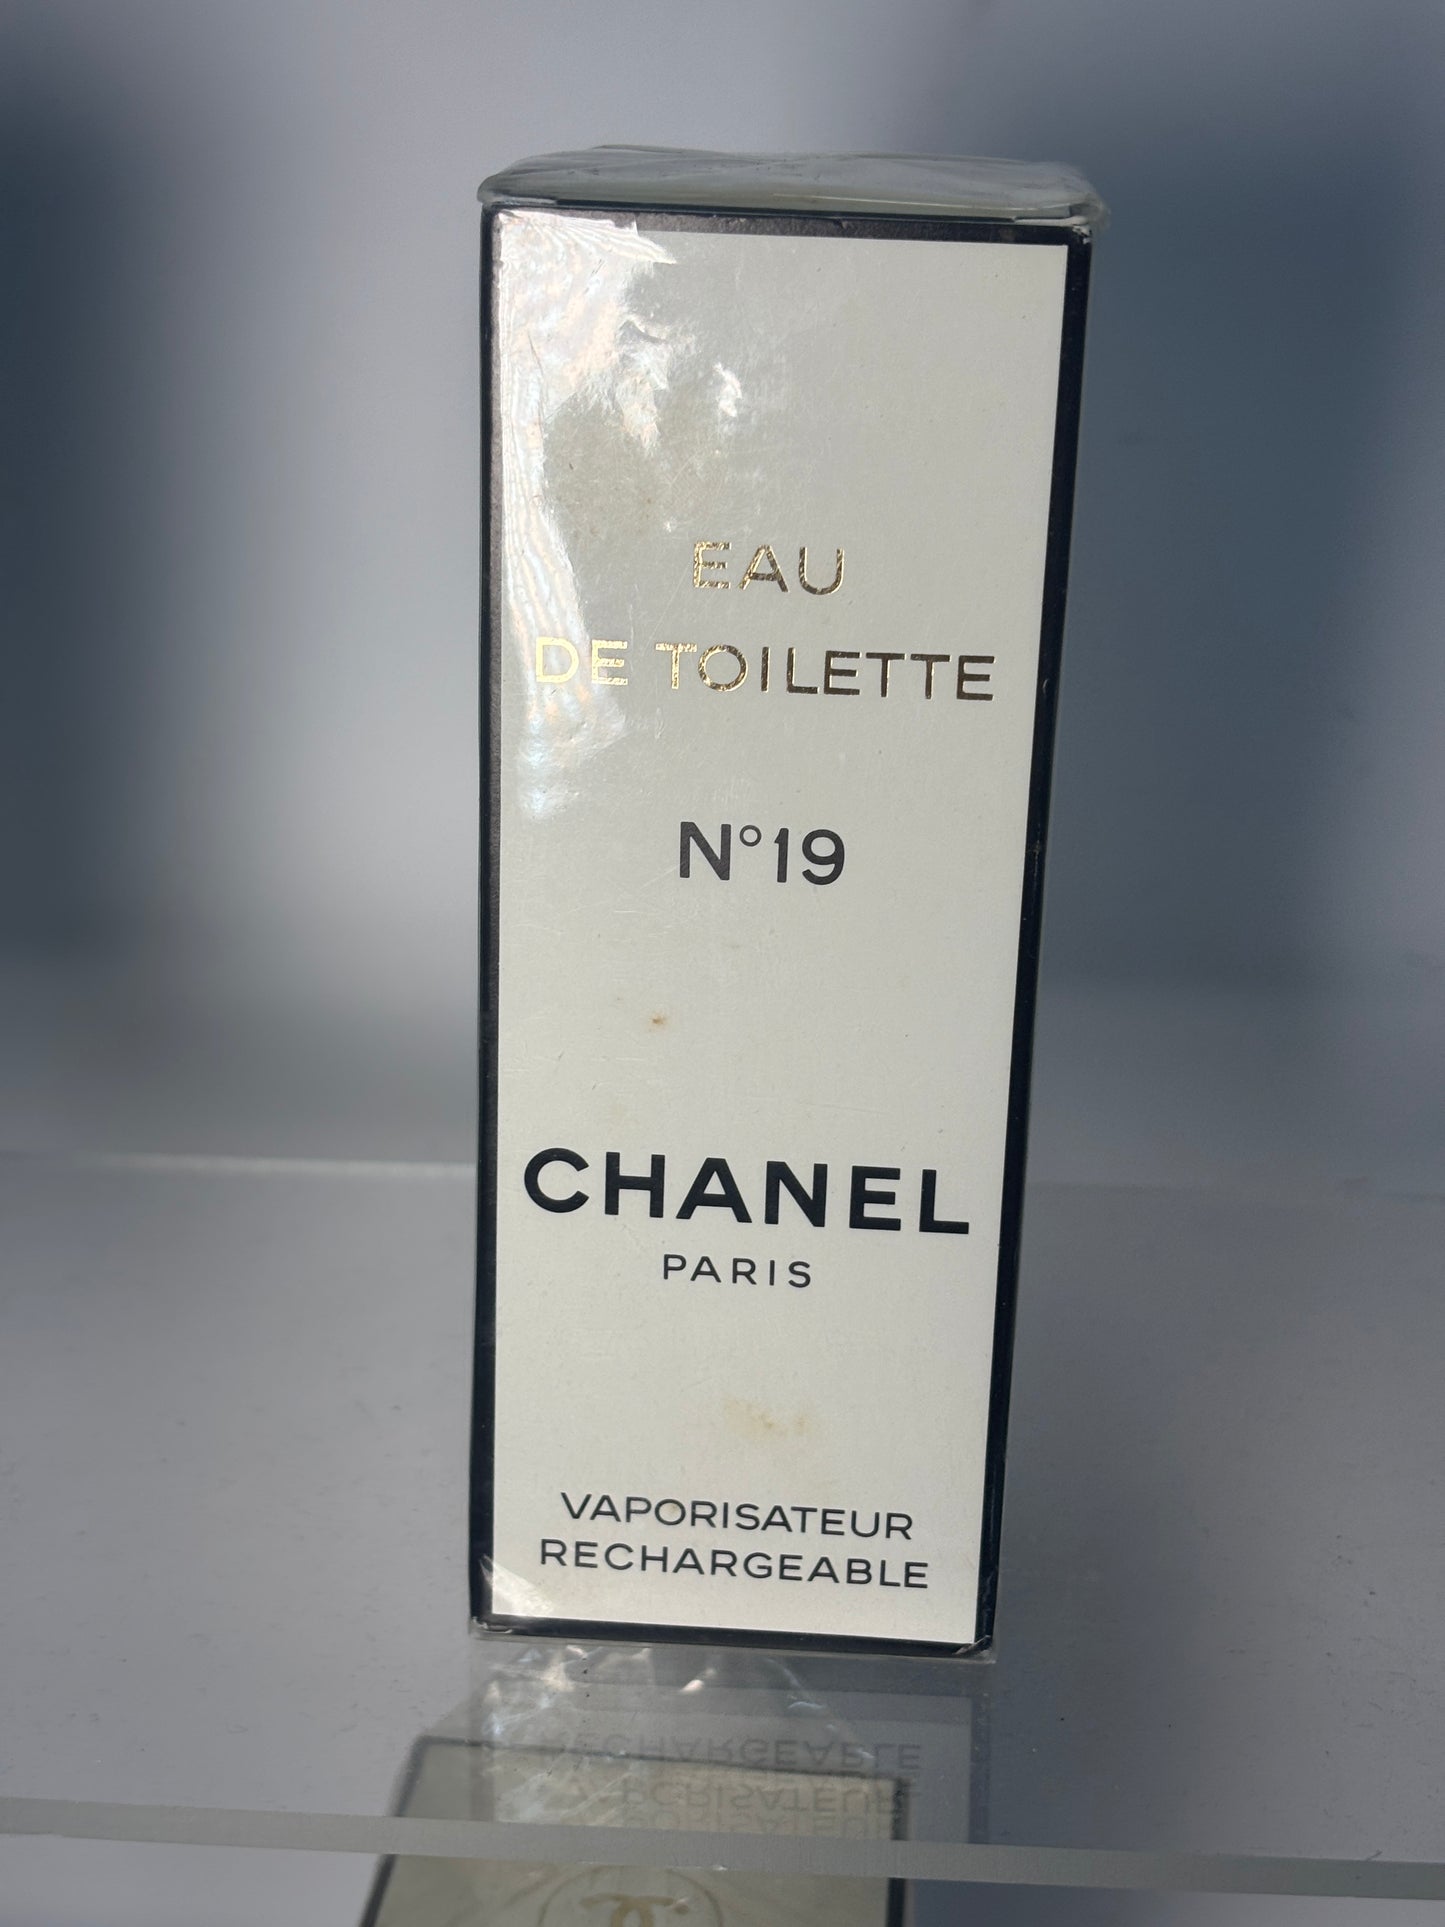 EAU
DE TOILETTE
N°19
CHANEL
PARIS
VAPORISATEUR
RECHARGEABLE